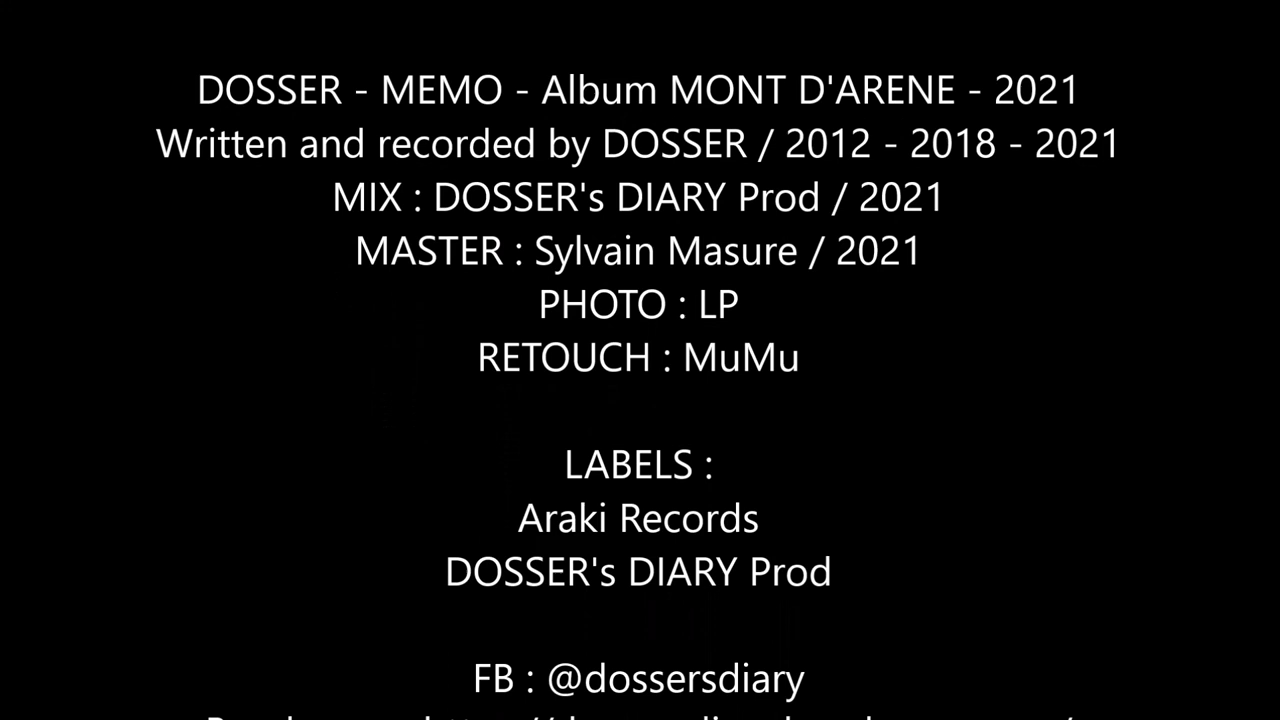 DOSSER - MEMO - Album MONT D'ARENE - 2021
Written and recorded by DOSSER / 2012 - 2018 - 2021
MIX : DOSSER's DIARY Prod / 2021
MASTER : Sylvain Masure / 2021
PHOTO : LP
RETOUCH : MuMu
LABELS :
Araki Records
DOSSER's DIARY Prod
FB : @dossersdiary